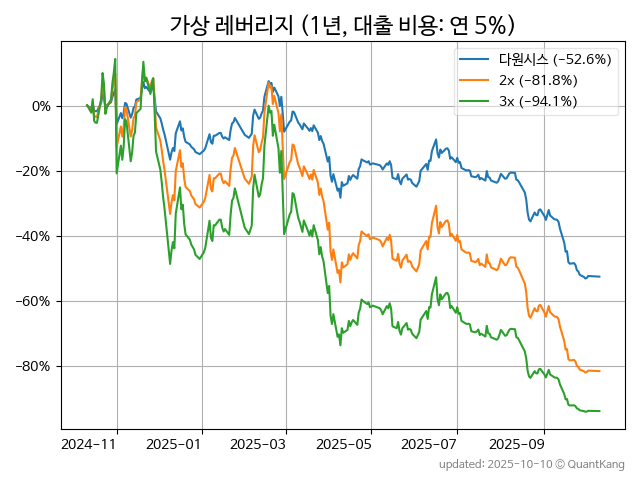 가상 레버리지 (1년, 대출 비용: 연 5%)
다원시스 (−52.6%)
2x (−81.8%)
3x (−94.1%)
0%
−20%
−40%
−60%
−80%
2024−11 2025−01 2025−03 2025−05 2025−07 2025−09
updated: 2025-10-10 © QuantKang